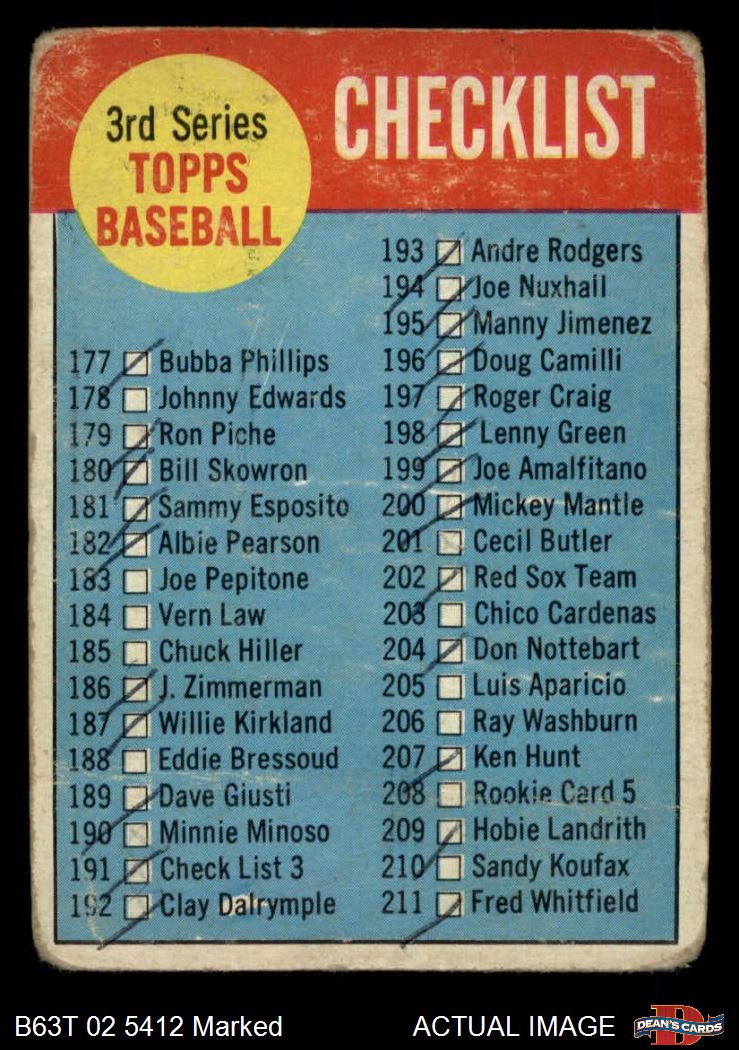 3rd Series
TOPPS
BASEBALL
CHECKLIST
177 Bubba Phillips
178 Johnny Edwards
179 Ron Piche
180 Bill Skowron
181 Sammy Esposito
182 Albie Pearson
183 Joe Pepitone
184 Vern Law
185 Chuck Hiller
186 J. Zimmerman
187 Willie Kirkland
188 Eddie Bressoud
189 Dave Giusti
190 Minnie Minoso
191 Check List 3
192 Clay Dalrymple
193 Andre Rodgers
194 Joe Nuxhall
195 Manny Jimenez
196 Doug Camilli
197 Roger Craig
198 Lenny Green
199 Joe Amalfitano
200 Mickey Mantle
201 Cecil Butler
202 Red Sox Team
203 Chico Cardenas
204 Don Nottebart
205 Luis Aparicio
206 Ray Washburn
207 Ken Hunt
208 Rookie Card 5
209 Hobie Landrith
210 Sandy Koufax
211 Fred Whitfield
B63T 02 5412 Marked
ACTUAL IMAGE
D
DEAN'S CARDS